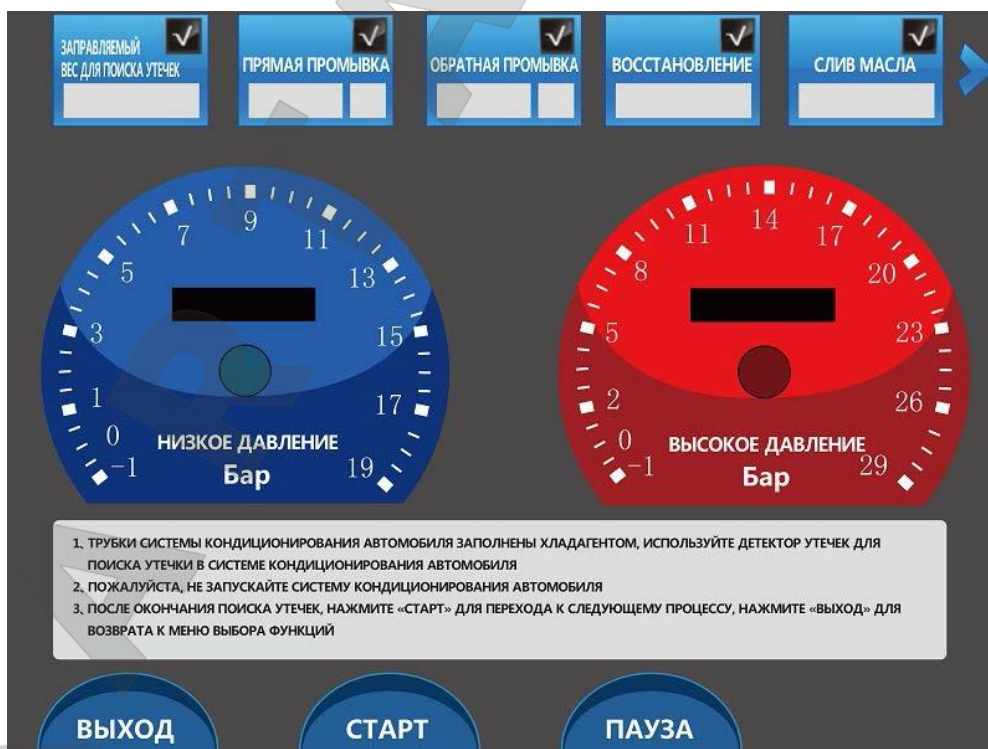 ЗАПРАВЛЯЕМЫЙ
ВЕС ДЛЯ ПОИСКА УТЕЧЕК
ПРЯМАЯ ПРОМЫВКА
ОБРАТНАЯ ПРОМЫВКА
ВОССТАНОВЛЕНИЕ
СЛИВ МАСЛА
-1
0
1
3
5
7
9
11
13
15
17
19
НИЗКОЕ ДАВЛЕНИЕ
Бар
-1
0
2
5
8
11
14
17
20
23
26
29
ВЫСОКОЕ ДАВЛЕНИЕ
Бар
1、ТРУБКИ СИСТЕМЫ КОНДИЦИОНИРОВАНИЯ АВТОМОБИЛЯ ЗАПОЛНЕНЫ ХЛАДАГЕНТОМ, ИСПОЛЬЗУЙТЕ ДЕТЕКТОР УТЕЧЕК ДЛЯ
ПОИСКА УТЕЧКИ В СИСТЕМЕ КОНДИЦИОНИРОВАНИЯ АВТОМОБИЛЯ
2、ПОЖАЛУЙСТА, НЕ ЗАПУСКАЙТЕ СИСТЕМУ КОНДИЦИОНИРОВАНИЯ АВТОМОБИЛЯ
3、ПОСЛЕ ОКОНЧАНИЯ ПОИСКА УТЕЧЕК, НАЖМИТЕ «СТАРТ» ДЛЯ ПЕРЕХОДА К СЛЕДУЮЩЕМУ ПРОЦЕССУ, НАЖМИТЕ «ВЫХОД» ДЛЯ
ВОЗВРАТА К МЕНЮ ВЫБОРА ФУНКЦИЙ
ВЫХОД
СТАРТ
ПАУЗА